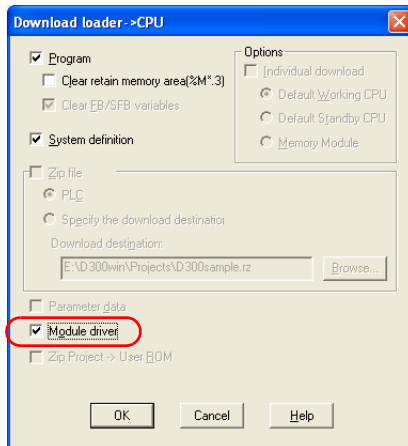 Download loader->CPU
Program
Clear retain memory area(%M*.3)
Clear FB/SFB variables
System definition
Options
Individual download
Default Working CPU
Default Standby CPU
Memory Module
Zip file
PLC
Specify the download destination
Download destination:
E:\D300win\Projects\D300sample.rz
Browse...
Parameter data
Module driver
Zip Project -> User ROM
OK
Cancel
Help